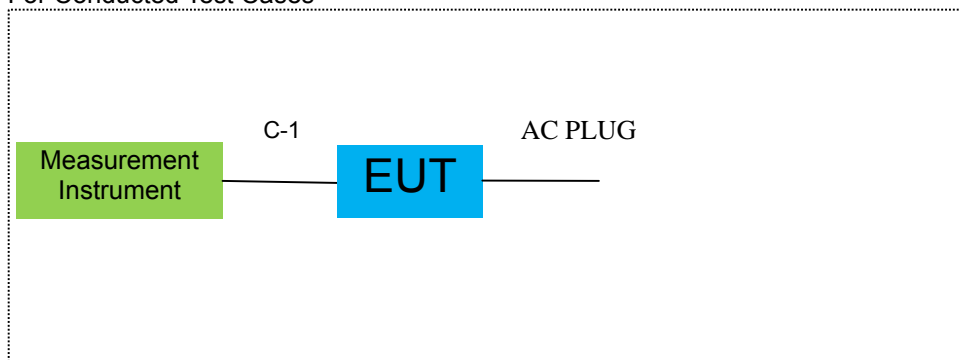 For Conducted Test Cases
C-1
AC PLUG
Measurement
Instrument
EUT